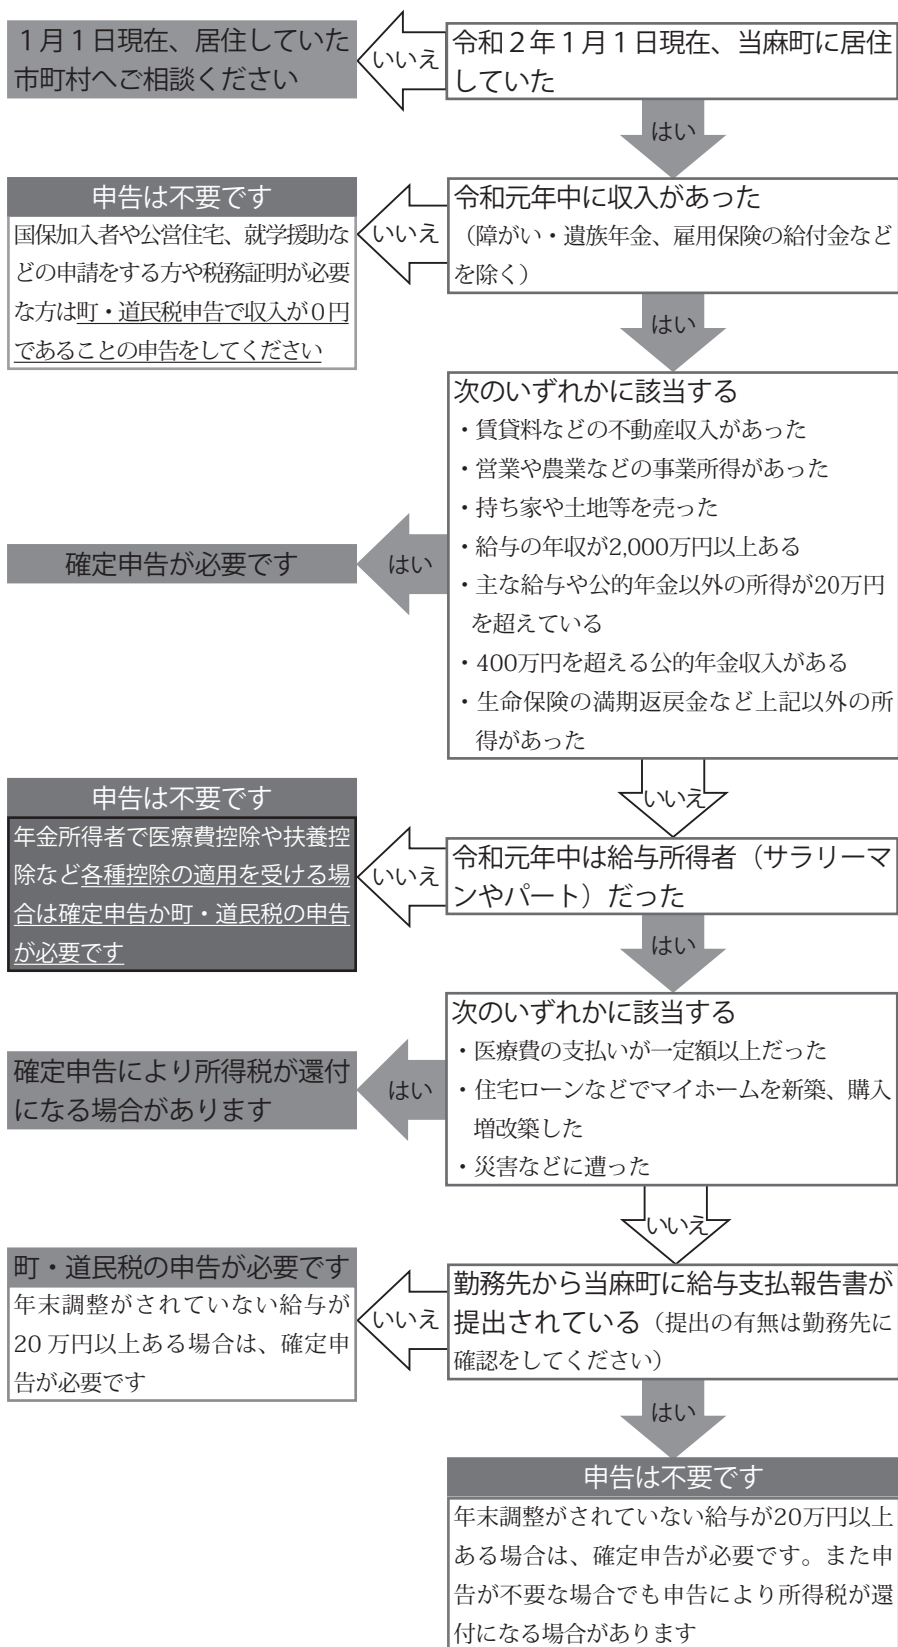 令和２年１月１日現在、当麻町に居住
していた
いいえ
１月１日現在、居住していた
市町村へご相談ください
はい
令和元年中に収入があった
（障がい・遺族年金、雇用保険の給付金など
を除く）
いいえ
申告は不要です
国保加入者や公営住宅、就学援助な
どの申請をする方や税務証明が必要
な方は町・道民税申告で収入が０円
であることの申告をしてください
はい
次のいずれかに該当する
・賃貸料などの不動産収入があった
・営業や農業などの事業所得があった
・持ち家や土地等を売った
・給与の年収が2,000万円以上ある
・主な給与や公的年金以外の所得が20万円
を超えている
・400万円を超える公的年金収入がある
・生命保険の満期返戻金など上記以外の所
得があった
はい
確定申告が必要です
いいえ
令和元年中は給与所得者（サラリーマ
ンやパート）だった
いいえ
申告は不要です
年金所得者で医療費控除や扶養控
除など各種控除の適用を受ける場
合は確定申告か町・道民税の申告
が必要です
はい
次のいずれかに該当する
・医療費の支払いが一定額以上だった
・住宅ローンなどでマイホームを新築、購入
増改築した
・災害などに遭った
はい
確定申告により所得税が還付
になる場合があります
いいえ
勤務先から当麻町に給与支払報告書が
提出されている（提出の有無は勤務先に
確認をしてください）
いいえ
町・道民税の申告が必要です
年末調整がされていない給与が
20万円以上ある場合は、確定申
告が必要です
はい
申告は不要です
年末調整がされていない給与が20万円以上
ある場合は、確定申告が必要です。また申
告が不要な場合でも申告により所得税が還
付になる場合があります